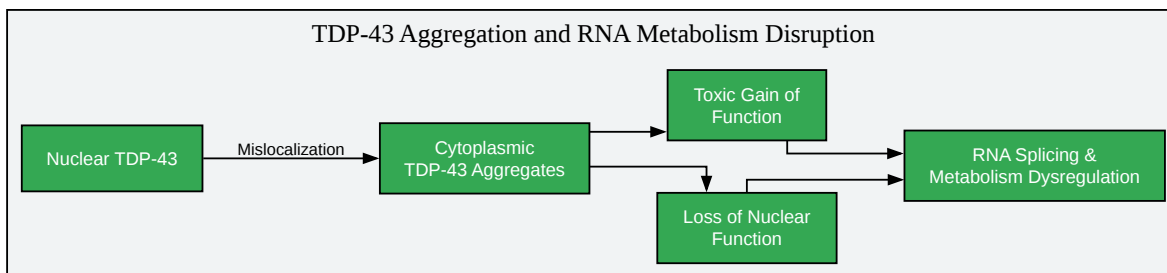 TDP-43 Aggregation and RNA Metabolism Disruption
Nuclear TDP-43
Mislocalization
Cytoplasmic
TDP-43 Aggregates
Toxic Gain of
Function
Loss of Nuclear
Function
RNA Splicing &
Metabolism Dysregulation